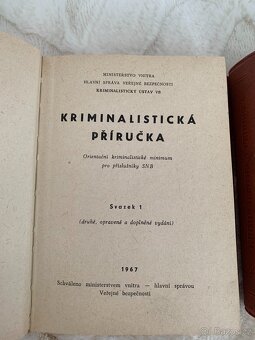 MINISTERSTVO VNITRA
HLAVNÍ SPRÁVA VEŘEJNÉ BEZPEČNOSTI
KRIMINALISTICKÝ ÚSTAV VB
KRIMINALISTICKÁ
PŘÍRUČKA
Orientační kriminalistické minimum
pro příslušníky SNB
Svazek 1
(druhé, opravené a doplněné vydání)
1967
Schváleno ministerstvem vnitra — hlavní správou
Veřejné bezpečnosti